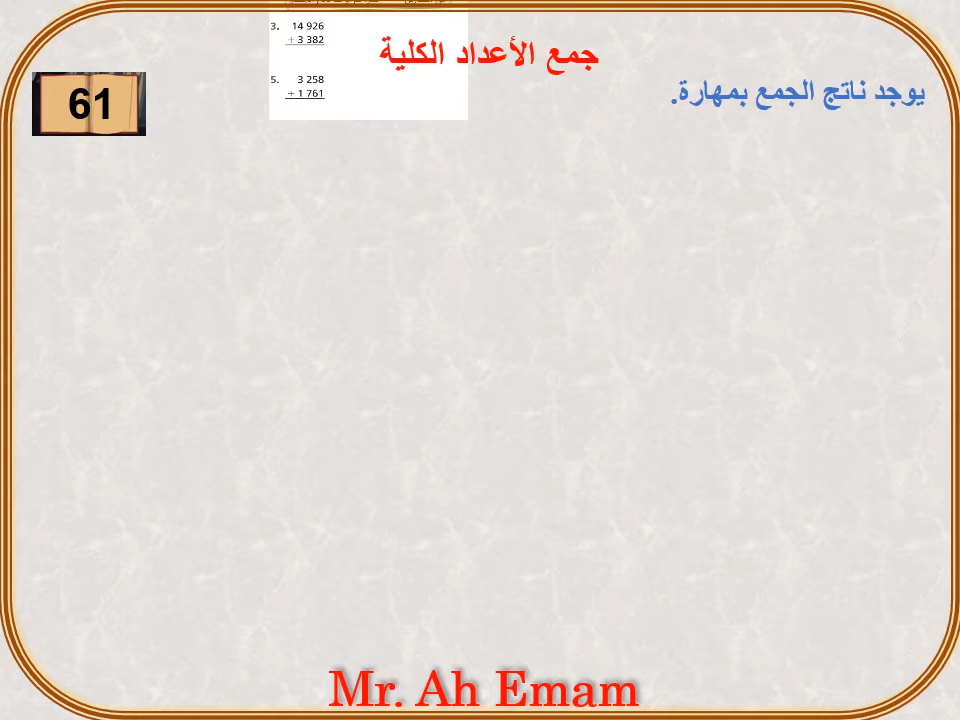 جمع الأعداد الكلية
يوجد ناتج الجمع بمهارة.
61
3. 14 926
+ 3 382
5. 3 258
+ 1 761
Mr. Ah Emam